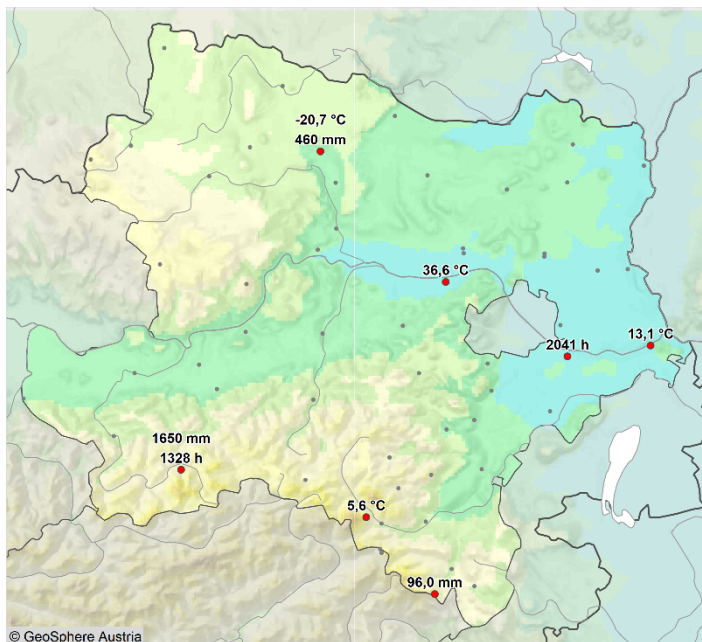 -20,7 °C
460 mm
36,6 °C
13,1 °C
2041 h
1650 mm
1328 h
5,6 °C
96,0 mm
© GeoSphere Austria